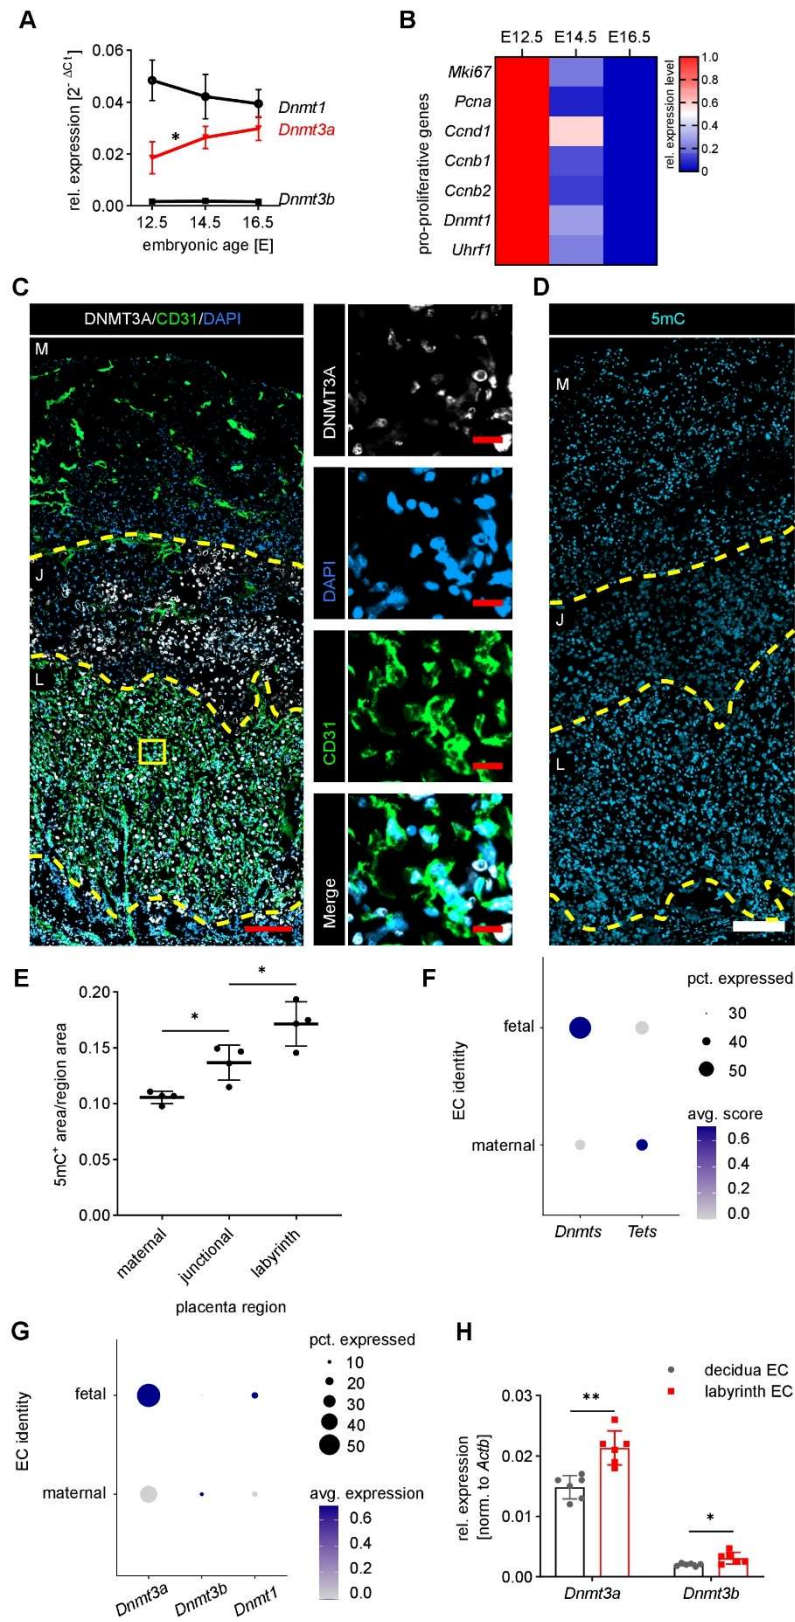 A
rel. expression [2^- ΔCt]
0.06
0.04
0.02
0.00
Dnmt1
Dnmt3a
Dnmt3b
*
12.5 14.5 16.5
embryonic age [E]
B
E12.5 E14.5 E16.5
pro-proliferative genes
Mki67
Pcna
Ccnd1
Ccnb1
Ccnb2
Dnmt1
Uhrf1
1.0
0.8
0.6
0.4
0.2
0
rel. expression level
C
DNMT3A/CD31/DAPI
M
J
L
DNMT3A
DAPI
CD31
Merge
D
5mC
M
J
L
E
5mC+ area/region area
0.20
0.15
0.10
0.05
0.00
*
*
maternal
junctional
labyrinth
placenta region
F
EC identity
fetal
maternal
Dnmts Tets
pct. expressed
30
40
50
avg. score
0.6
0.4
0.2
0.0
G
EC identity
fetal
maternal
Dnmt3a
Dnmt3b
Dnmt1
pct. expressed
10
20
30
40
50
avg. expression
0.6
0.4
0.2
0.0
H
decidua EC
labyrinth EC
rel. expression
[norm. to Actb]
0.03
0.02
0.01
0.00
**
*
Dnmt3a Dnmt3b